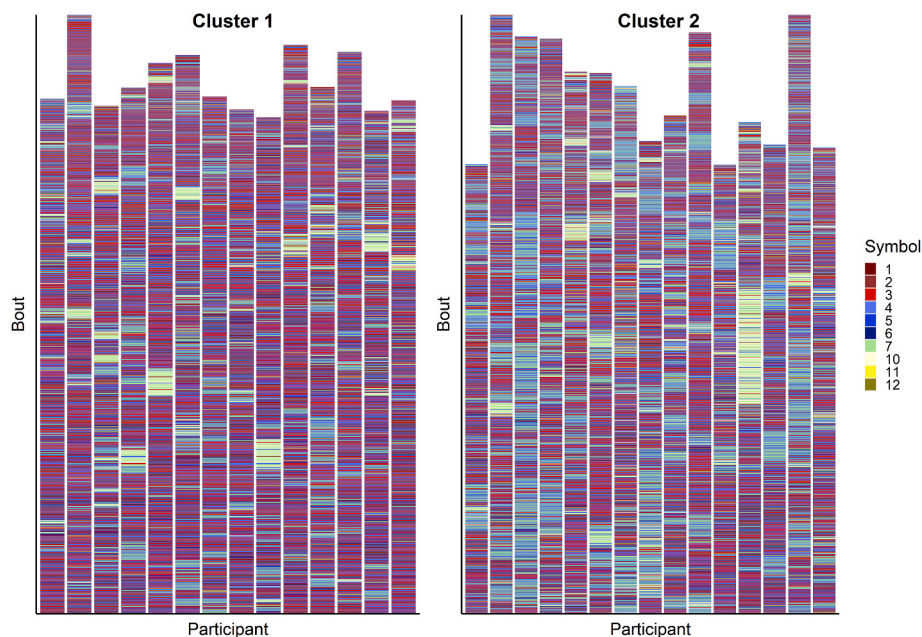 Cluster 1
Cluster 2
Bout
Bout
Participant
Participant
Symbol
1
2
3
4
5
6
7
10
11
12